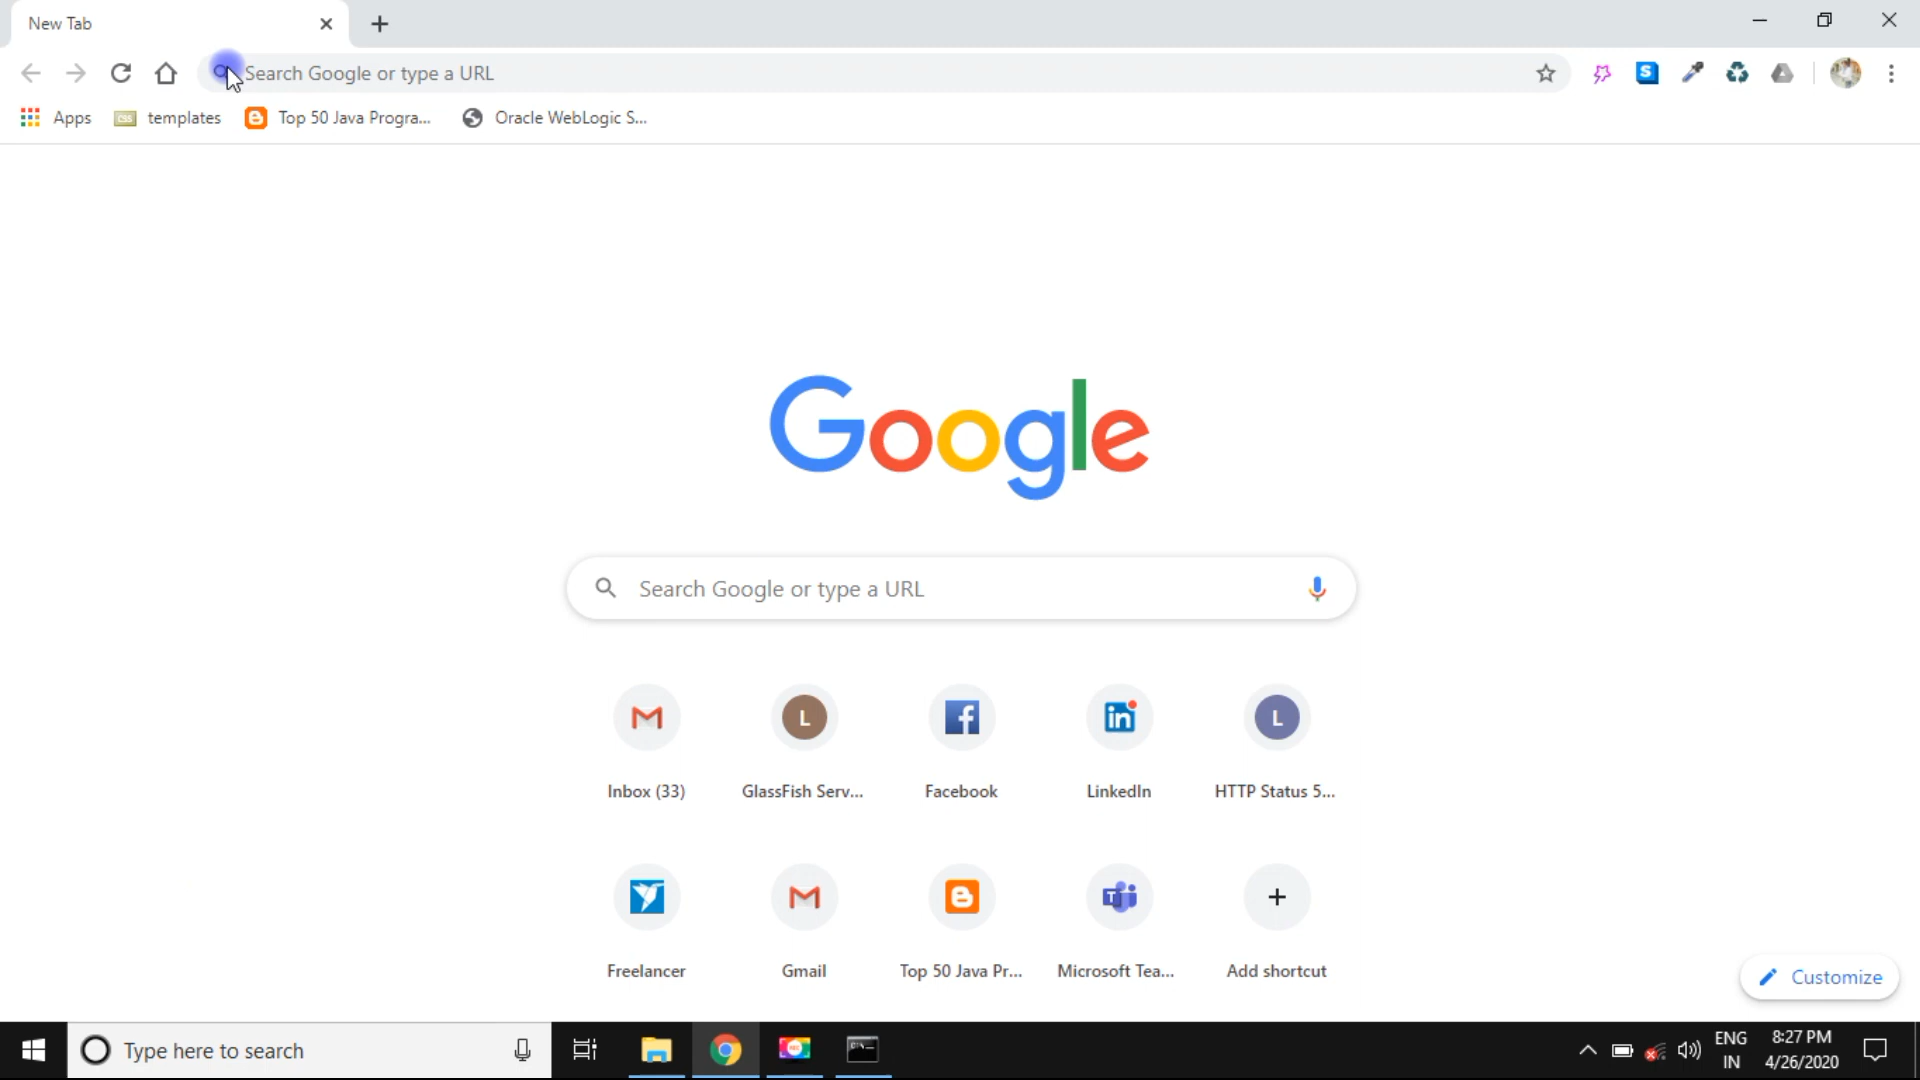 New Tab
Search Google or type a URL
Apps
templates
Top 50 Java Progra...
Oracle WebLogic S...
Google
Search Google or type a URL
Inbox (33)
GlassFish Serv...
Facebook
LinkedIn
HTTP Status 5...
Freelancer
Gmail
Top 50 Java Pr...
Microsoft Tea...
Add shortcut
Customize
Type here to search
ENG
IN
8:27 PM
4/26/2020